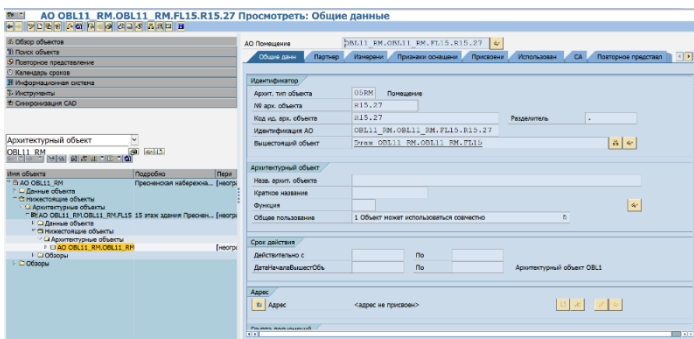 АО OBL11_RM.OBL11_RM.FL15.R15.27 Просмотреть: Общие данные
Обзор объектов
Поиск объекта
Повторное представление
Календарь сроков
Информационная система
Инструменты
Синхронизация CAD
Архитектурный объект
OBL11_RM
Имя объекта Подробно Пери
АО OBL11_RM Пресненская набережна...
Данные объекта
Нижестоящие объекты
Архитектурные объекты
АО OBL11_RM.OBL11_RM.FL15 15 этаж здания Преснен...
Данные объекта
Нижестоящие объекты
Архитектурные объекты
АО OBL11_RM.OBL11_RM
Обзоры
Обзоры
АО Помещение OBL11_RM.OBL11_RM.FL15.R15.27
Общие данн Партнер Измерени Признаки оснащени Присвоени Использован СА Повторное представл
Идентификатор
Архит. тип объекта OSRM Помещение
№ арх. объекта R15.27
Код ид. арх. объекте R15.27 Разделитель .
Идентификация АО OBL11_RM.OBL11_RM.FL15.R15.27
Вышестоящий объект Этаж OBL11_RM.OBL11_RM.FL15
Архитектурный объект
Назв. архит. объекта
Краткое название
Функция
Общее пользование 1 Объект может использоваться совместно
Срок действия
Действительно с По
ДатаНачалаВышестОбъ По Архитектурный объект OBL1
Адрес
Адрес <адрес не присвоен>